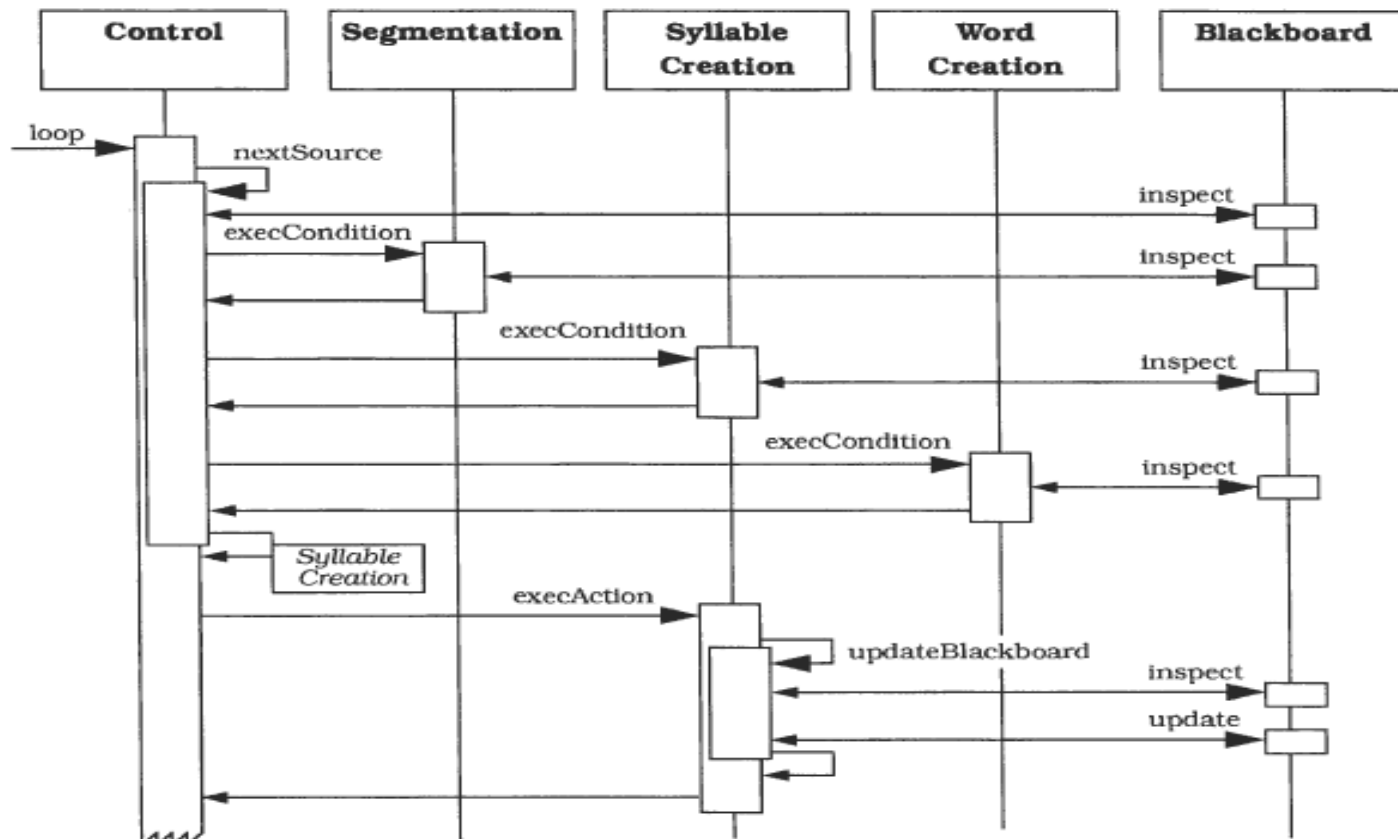 Control
Segmentation
Syllable
Creation
Word
Creation
Blackboard
loop
nextSource
inspect
execCondition
inspect
execCondition
inspect
execCondition
inspect
Syllable
Creation
execAction
updateBlackboard
inspect
update